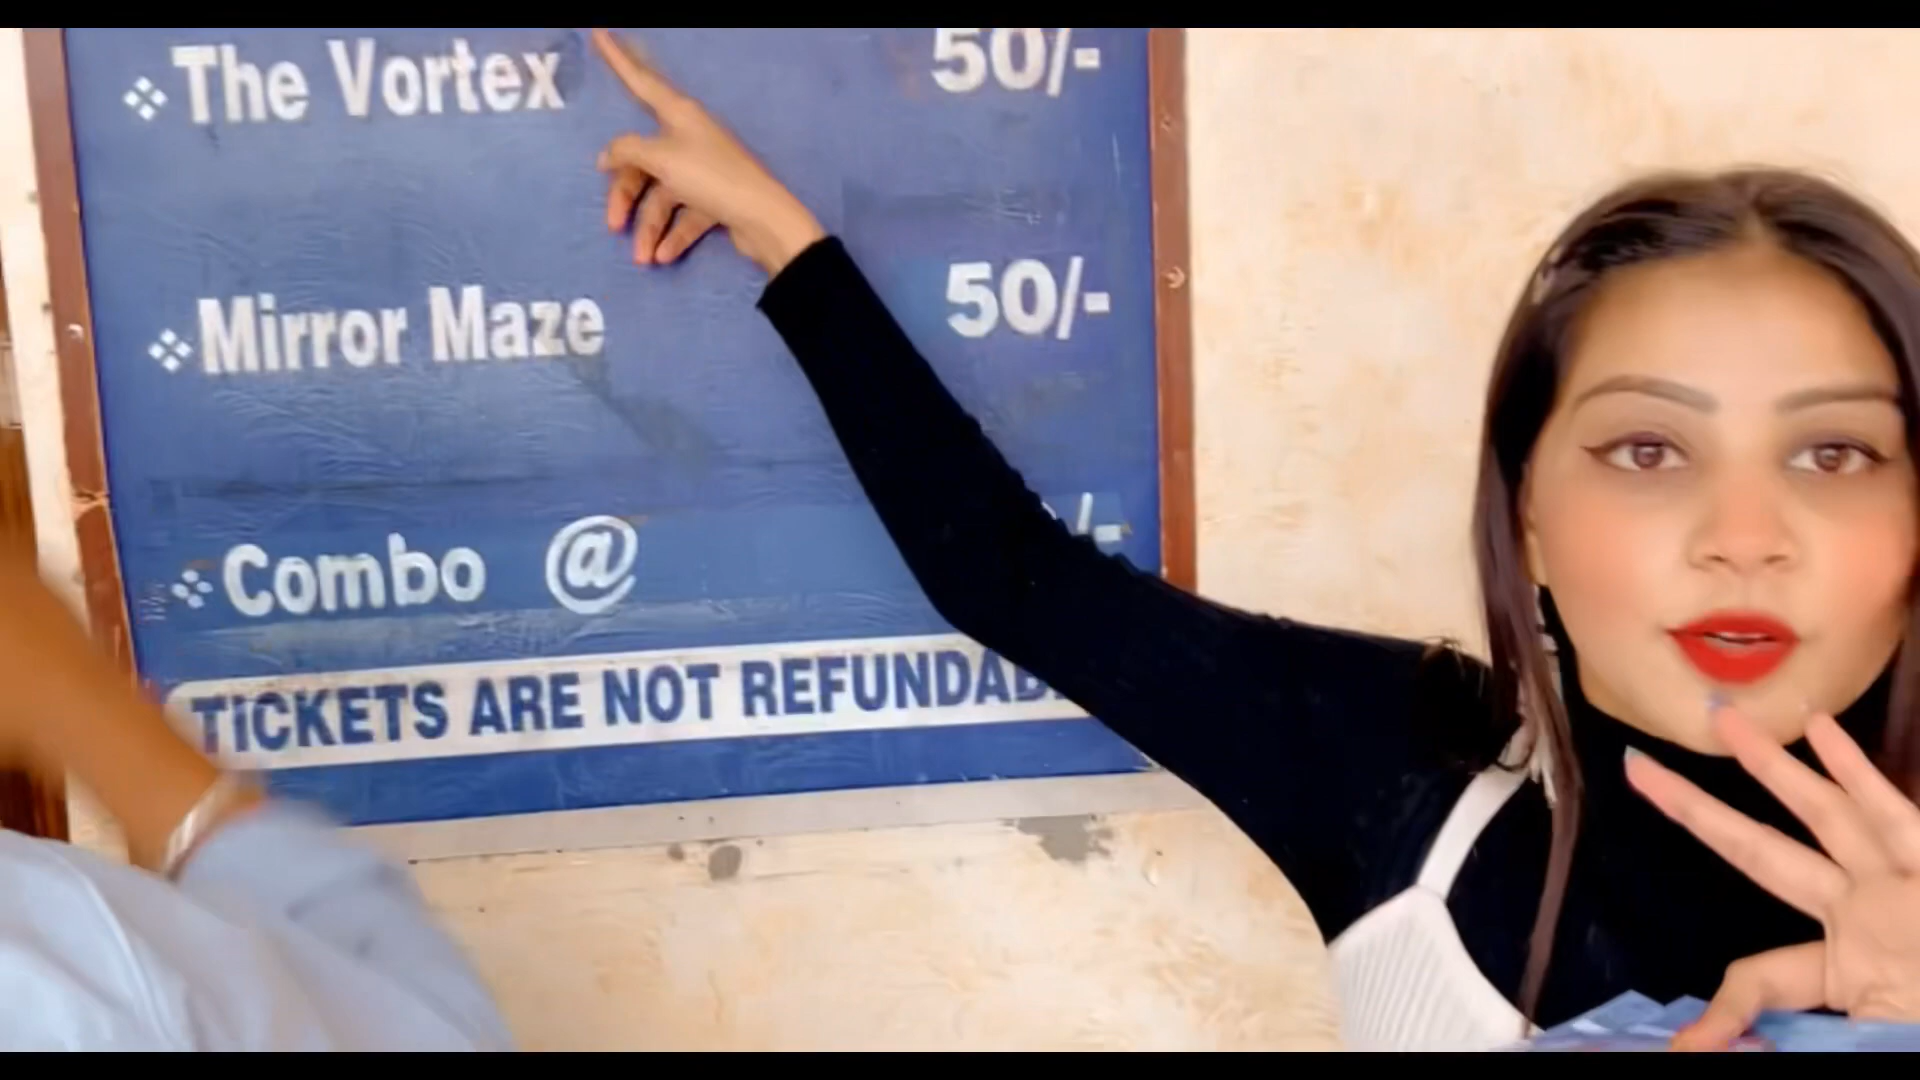 The Vortex 50/-
Mirror Maze 50/-
Combo @ /-
TICKETS ARE NOT